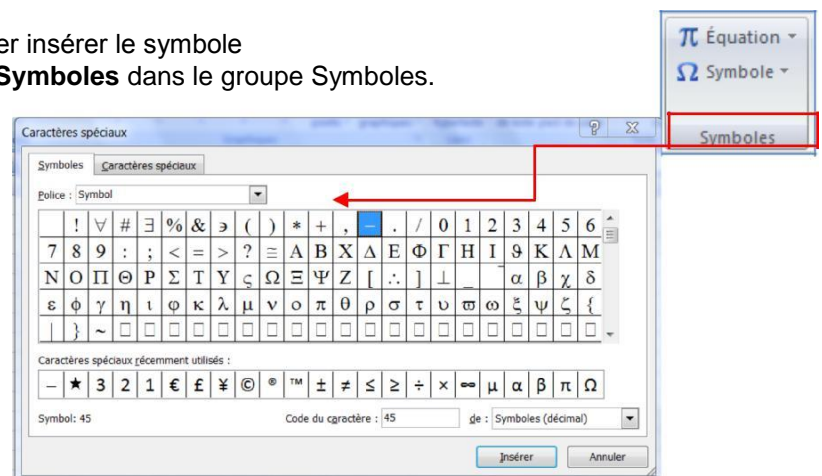 er insérer le symbole
Symboles dans le groupe Symboles.
π Équation
Ω Symbole
Symboles
Caractères spéciaux
Symboles Caractères spéciaux
Police : Symbol
! ∀ # ∃ % & ϶ ( ) * + , − . / 0 1 2 3 4 5 6
7 8 9 : ; < = > ? ≅ Α Β Χ Δ Ε Φ Γ Η Ι ϑ Κ Λ Μ
Ν Ο Π Θ Ρ Σ Τ Υ ς Ω Ξ Ψ Ζ [ ∴ ] ⊥ _ ‾ α β χ δ
ε ϕ γ η ι φ κ λ μ ν ο π θ ρ σ τ υ ϖ ω ξ ψ ζ {
| } ~ □ □ □ □ □ □ □ □ □ □ □ □ □ □ □ □ □ □ □ □
Caractères spéciaux récemment utilisés :
− ★ 3 2 1 € £ ¥ © ® ™ ± ≠ ≤ ≥ ÷ × ∞ µ α β π Ω
Symbol: 45 Code du caractère : 45 de : Symboles (décimal)
Insérer Annuler